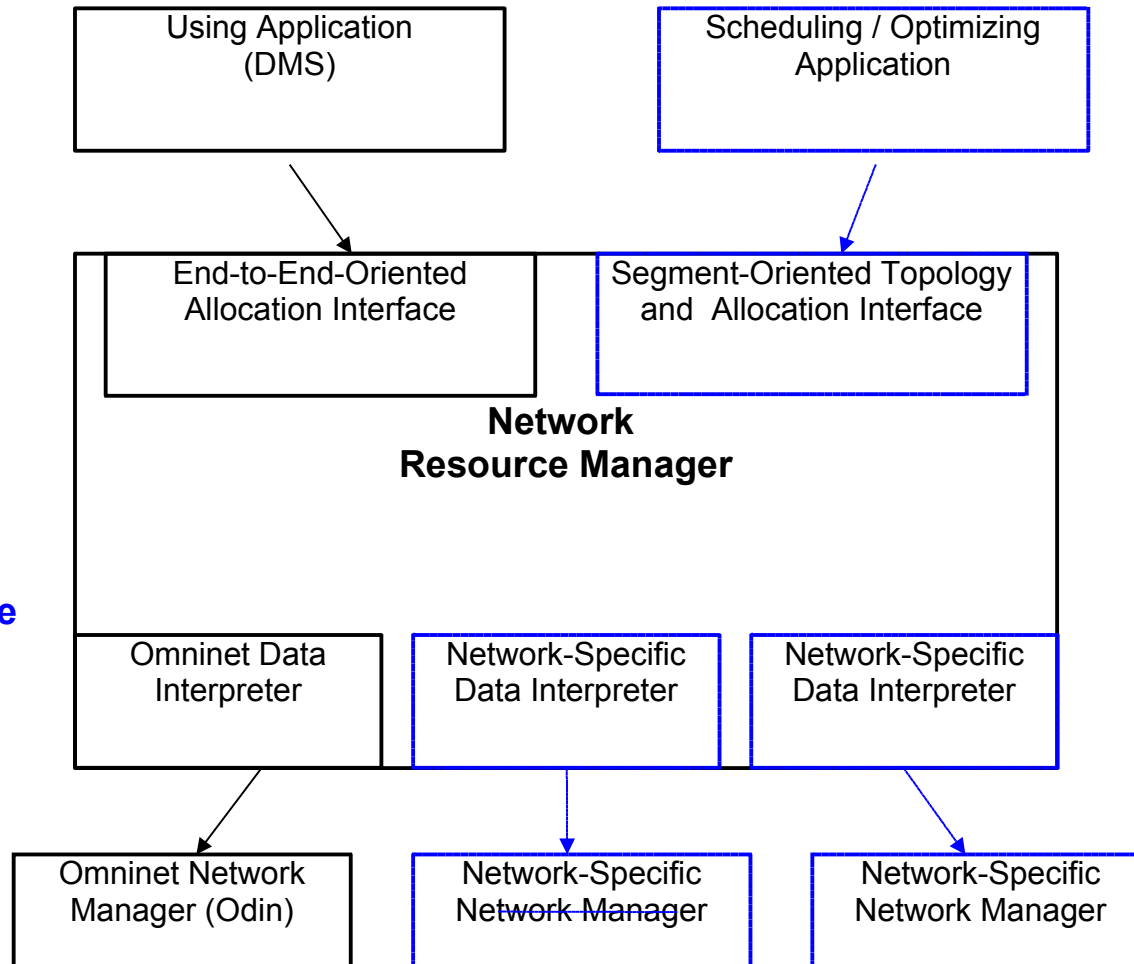 Using Application
(DMS)
Scheduling / Optimizing
Application
End-to-End-Oriented
Allocation Interface
Segment-Oriented Topology
and Allocation Interface
Network
Resource Manager
e
Omninet Data
Interpreter
Network-Specific
Data Interpreter
Network-Specific
Data Interpreter
Omninet Network
Manager (Odin)
Network-Specific
Network Manager
Network-Specific
Network Manager